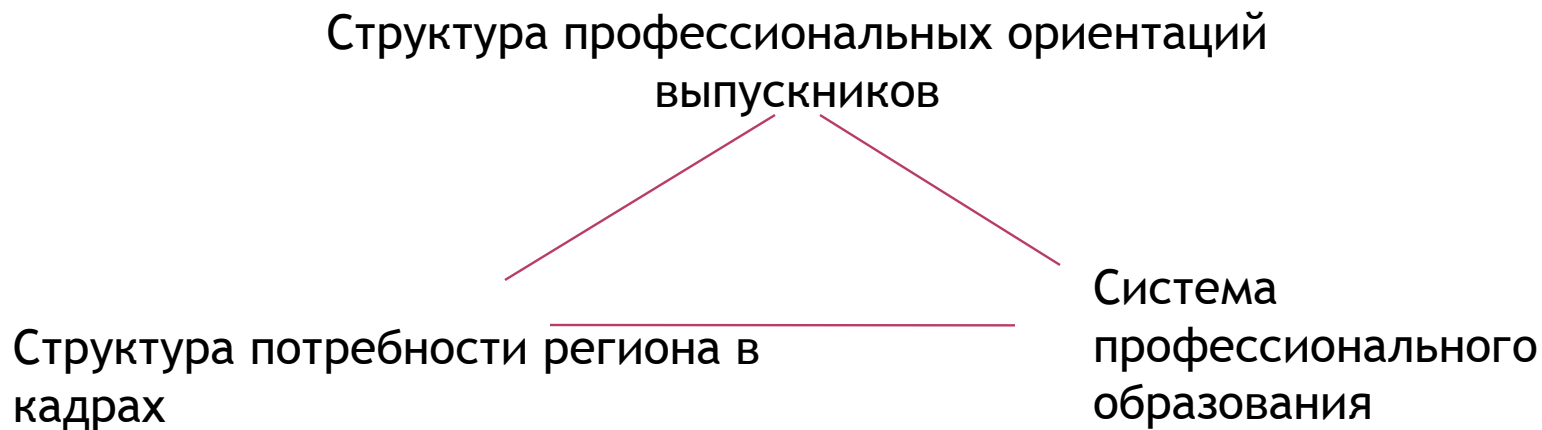 Структура профессиональных ориентаций
выпускников
Структура потребности региона в
кадрах
Система
профессионального
образования